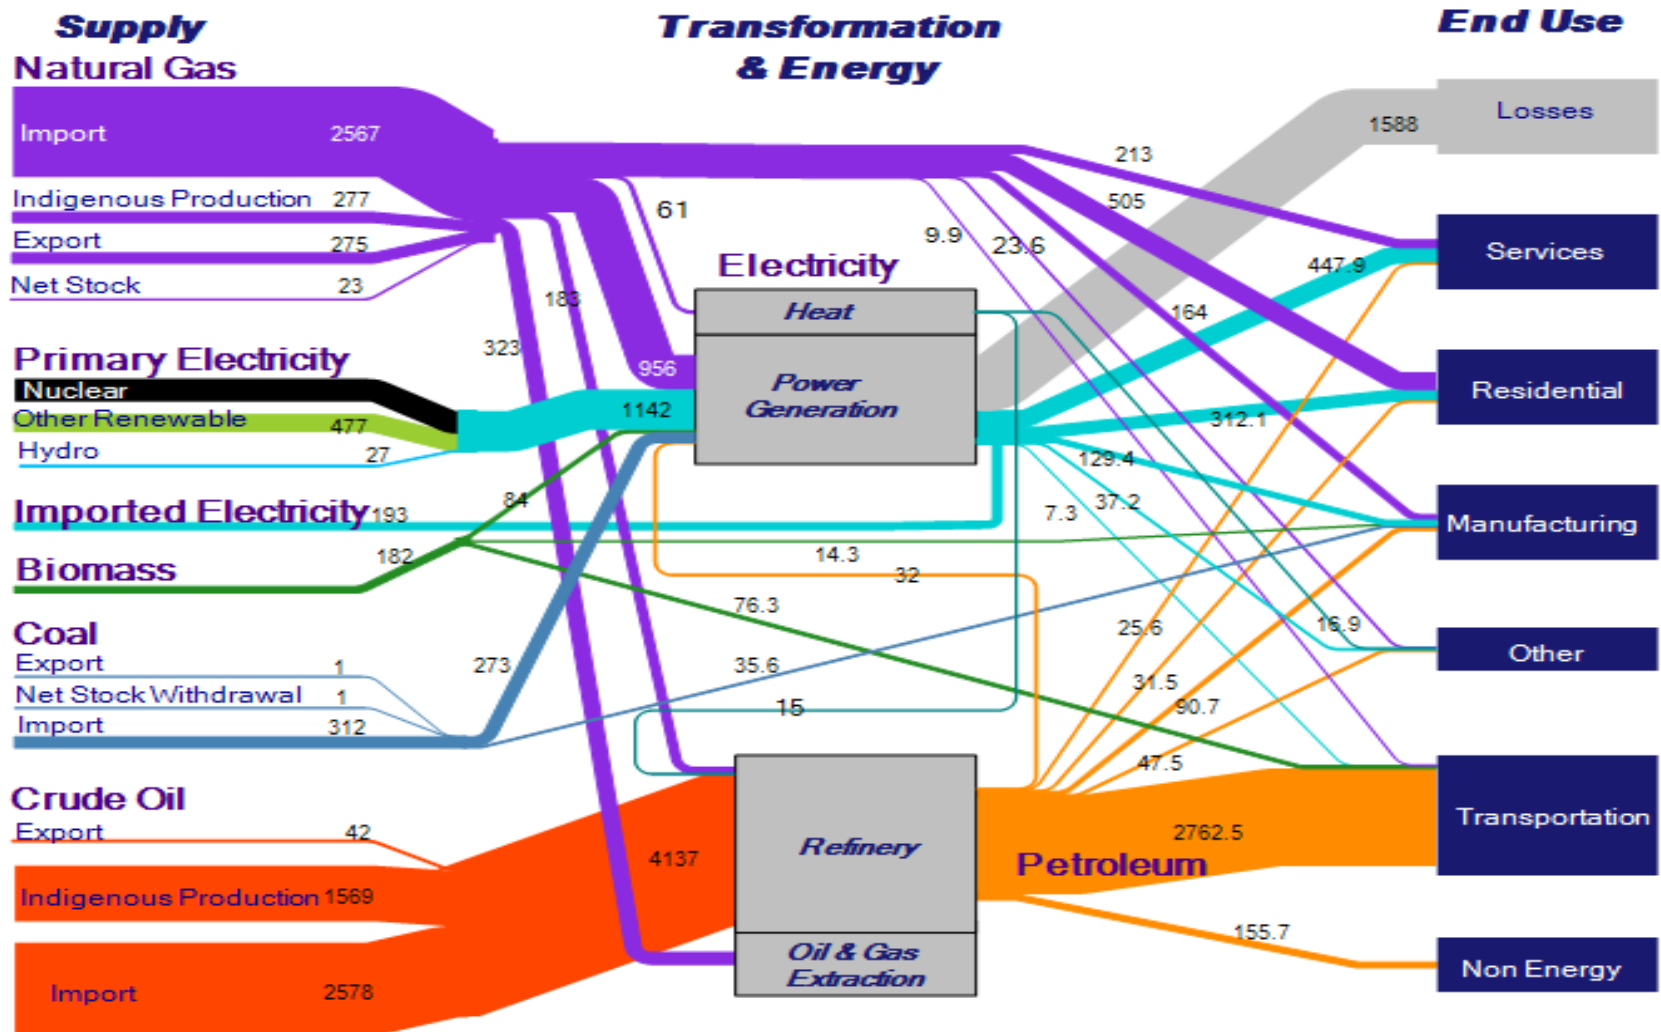 Supply
Transformation
& Energy
End Use
Natural Gas
Import 2567
Indigenous Production 277
Export 275
Net Stock 23
Primary Electricity
Nuclear
Other Renewable 477
Hydro 27
Imported Electricity 193
Biomass 182
Coal
Export 1
Net Stock Withdrawal 1
Import 312
Crude Oil
Export 42
Indigenous Production 1569
Import 2578
61
183
323
956
1142
84
273
4137
Electricity
Heat
Power
Generation
14.3
32
76.3
35.6
15
Refinery
Oil & Gas
Extraction
Petroleum
1588
213
505
9.9
23.6
447.9
164
312.1
129.4
37.2
7.3
25.6
16.9
31.5
90.7
47.5
2762.5
155.7
Losses
Services
Residential
Manufacturing
Other
Transportation
Non Energy